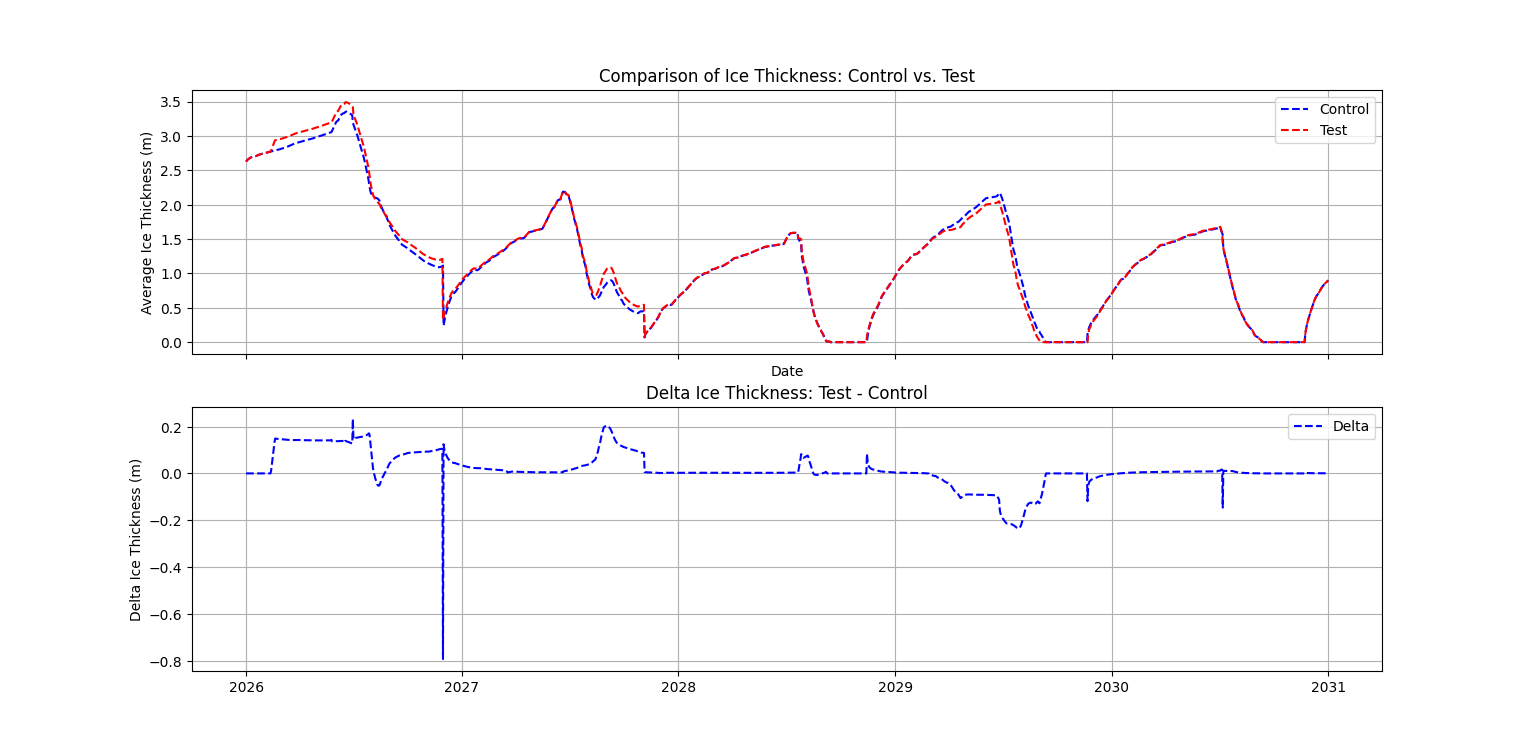 Comparison of Ice Thickness: Control vs. Test
Average Ice Thickness (m)
3.5
3.0
2.5
2.0
1.5
1.0
0.5
0.0
Control
Test
Date
Delta Ice Thickness: Test - Control
Delta Ice Thickness (m)
0.2
0.0
−0.2
−0.4
−0.6
−0.8
Delta
2026 2027 2028 2029 2030 2031